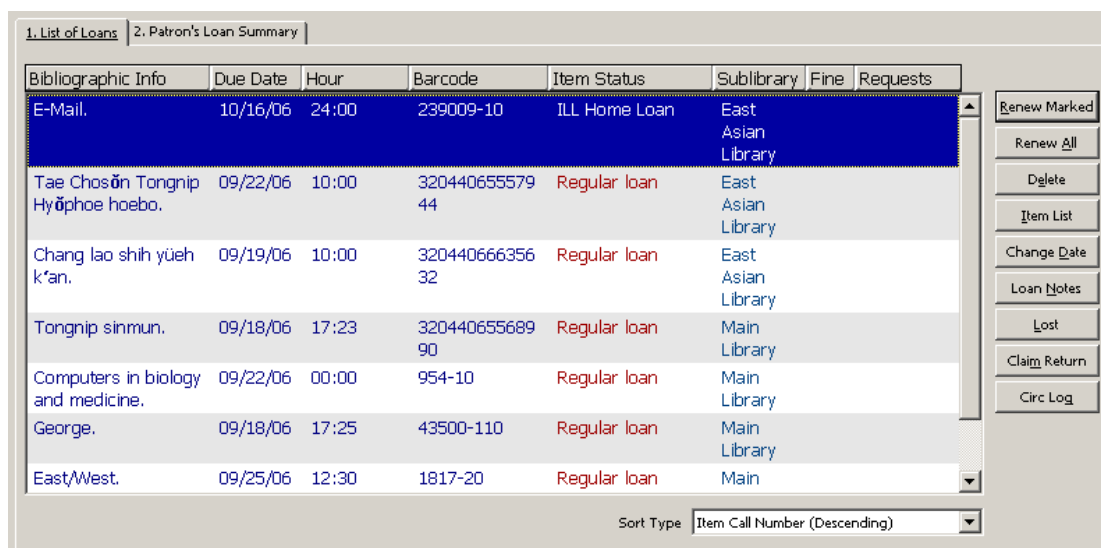 1. List of Loans 2. Patron's Loan Summary
Bibliographic Info Due Date Hour Barcode Item Status Sublibrary Fine Requests
E-Mail. 10/16/06 24:00 239009-10 ILL Home Loan East
Asian
Library
Tae Chosŏn Tongnip 09/22/06 10:00 320440655579 Regular loan East
Hyŏphoe hoebo. 44 Asian
Library
Chang lao shih yüeh 09/19/06 10:00 320440666356 Regular loan East
kʻan. 32 Asian
Library
Tongnip sinmun. 09/18/06 17:23 320440655689 Regular loan Main
90 Library
Computers in biology 09/22/06 00:00 954-10 Regular loan Main
and medicine. Library
George. 09/18/06 17:25 43500-110 Regular loan Main
Library
East/West. 09/25/06 12:30 1817-20 Regular loan Main
Renew Marked
Renew All
Delete
Item List
Change Date
Loan Notes
Lost
Claim Return
Circ Log
Sort Type Item Call Number (Descending)